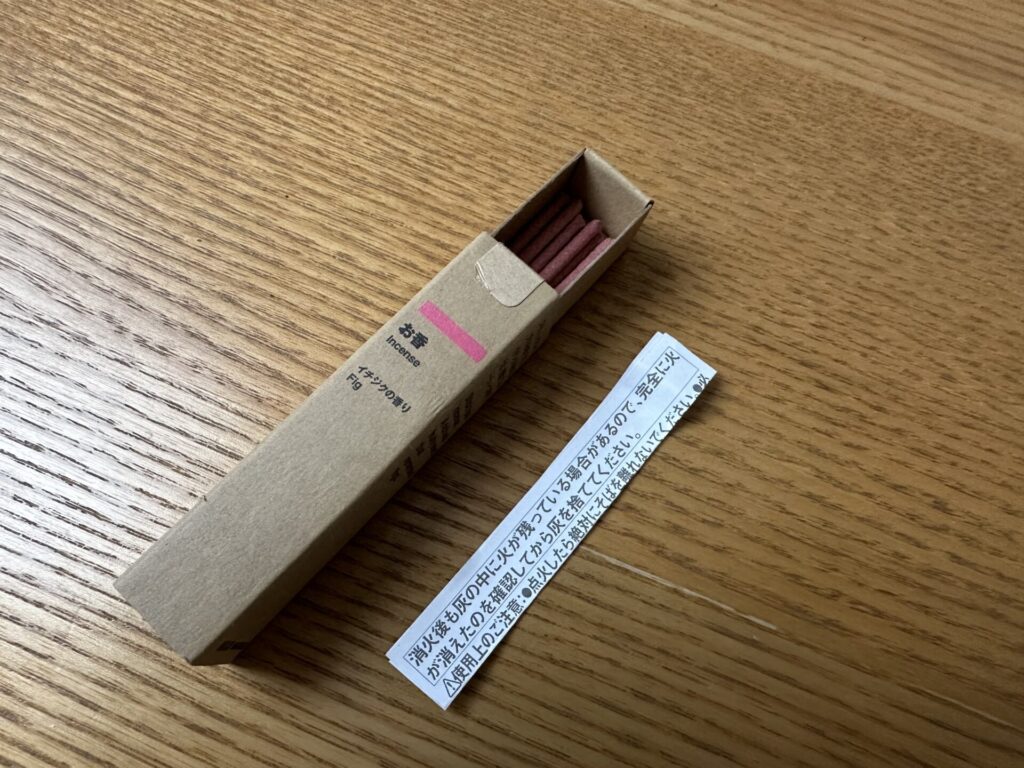 お香
Incense
イチジクの香り
Fig
消火後も灰の中に火が残っている場合があるので、完全に火
が消えたのを確認してから灰を捨ててください。
⚠使用上のご注意:●点火したら絶対にそばを離れないでください。●火